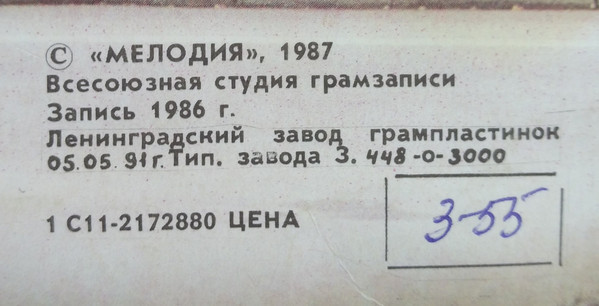 © «МЕЛОДИЯ», 1987
Всесоюзная студия грамзаписи
Запись 1986 г.
Ленинградский завод грампластинок
05.05.91г. Тип. завода З. 448-0-3000
1 С11-2172880 ЦЕНА 3-55